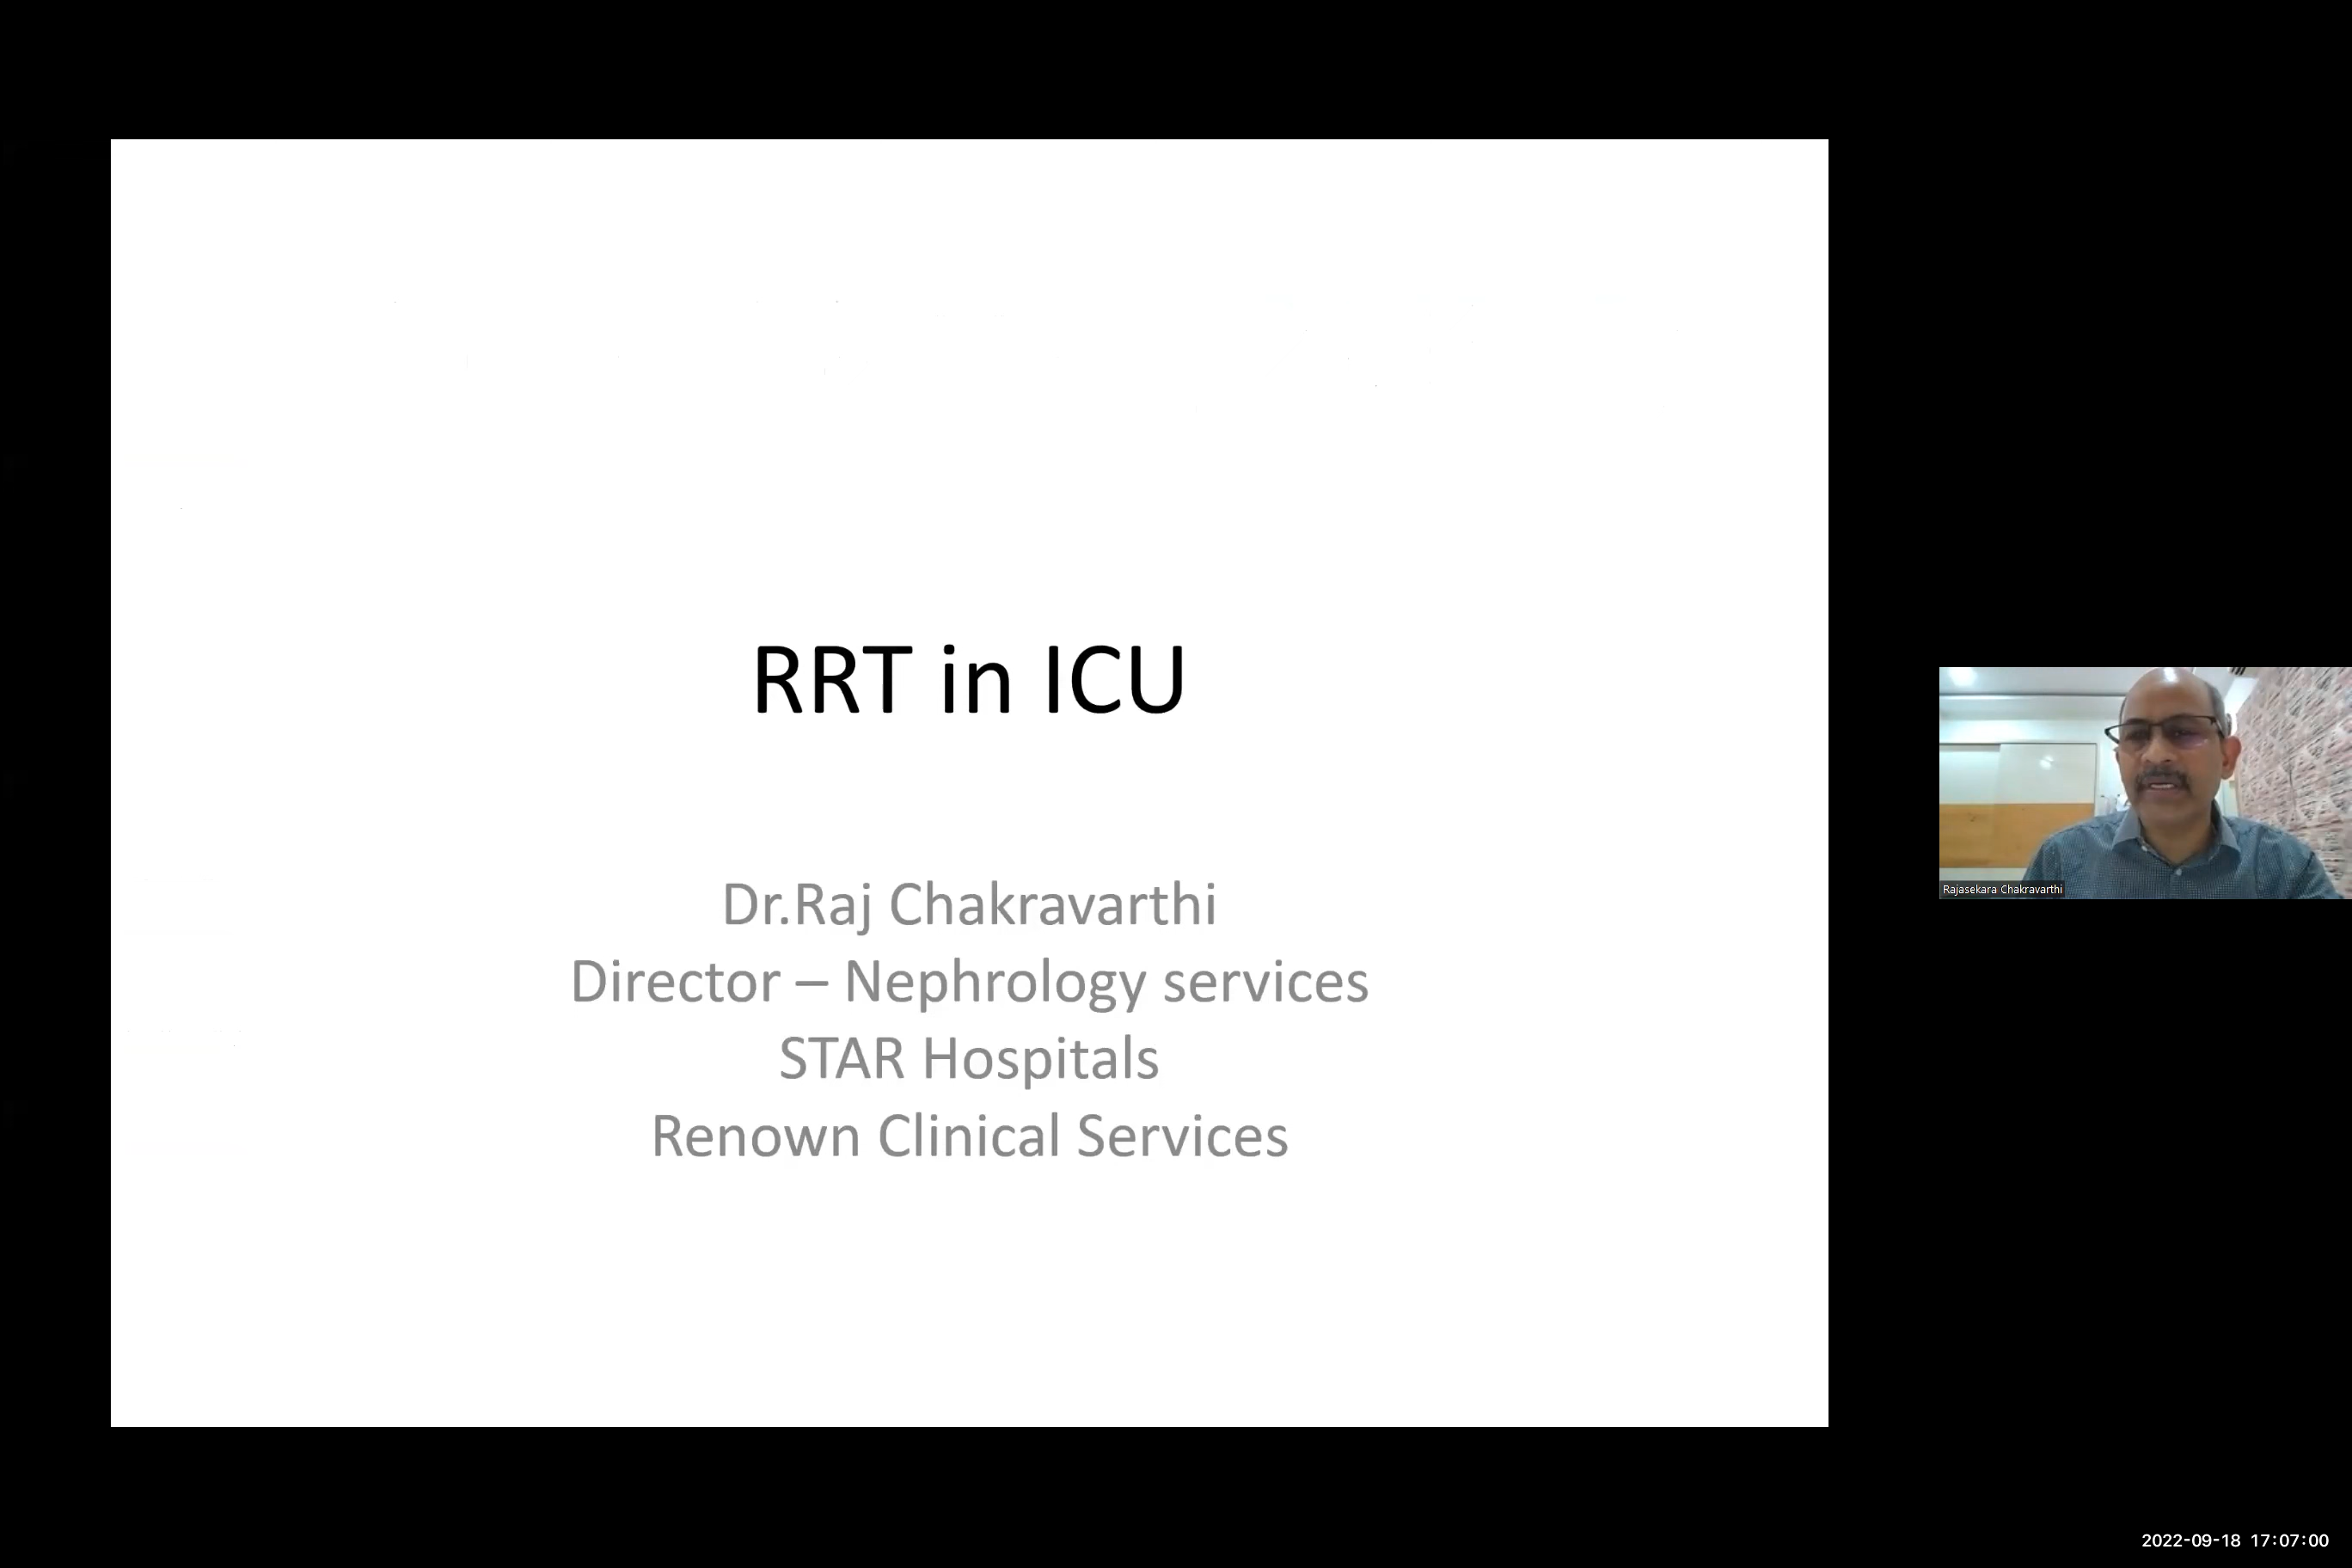 RRT in ICU
Dr.Raj Chakravarthi
Director – Nephrology services
STAR Hospitals
Renown Clinical Services
Rajasekara Chakravarthi
2022-09-18 17:07:00